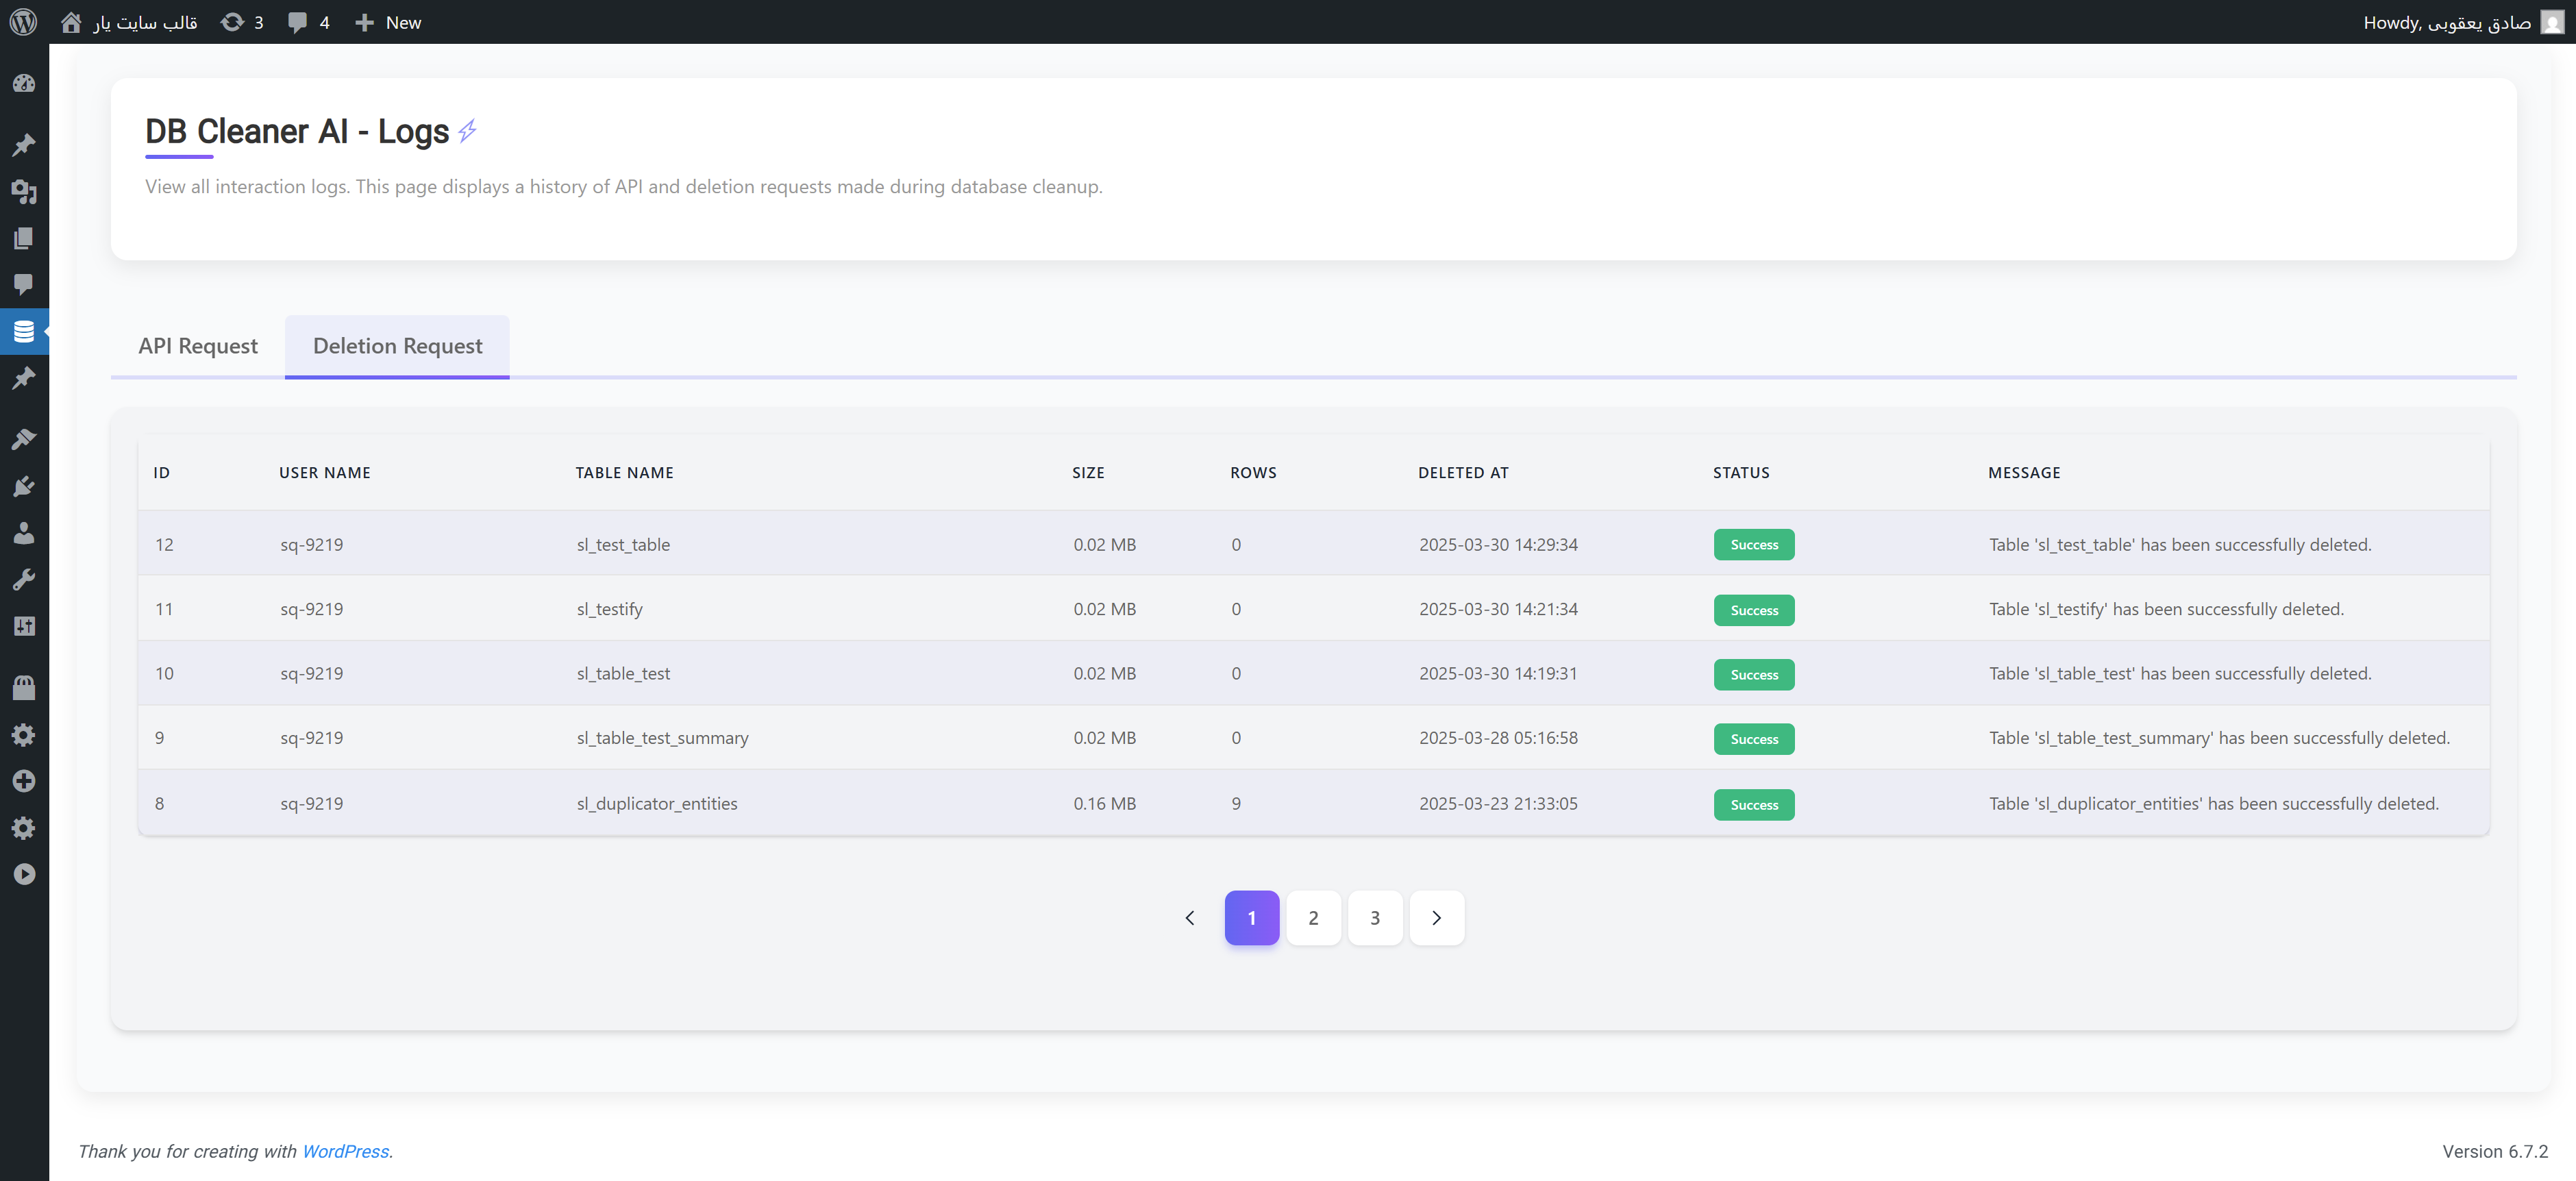 قالب سایت یار 3 4 New Howdy, صادق یعقوبی
DB Cleaner AI - Logs
View all interaction logs. This page displays a history of API and deletion requests made during database cleanup.
API Request Deletion Request
ID USER NAME TABLE NAME SIZE ROWS DELETED AT STATUS MESSAGE
12 sq-9219 sl_test_table 0.02 MB 0 2025-03-30 14:29:34 Success Table 'sl_test_table' has been successfully deleted.
11 sq-9219 sl_testify 0.02 MB 0 2025-03-30 14:21:34 Success Table 'sl_testify' has been successfully deleted.
10 sq-9219 sl_table_test 0.02 MB 0 2025-03-30 14:19:31 Success Table 'sl_table_test' has been successfully deleted.
9 sq-9219 sl_table_test_summary 0.02 MB 0 2025-03-28 05:16:58 Success Table 'sl_table_test_summary' has been successfully deleted.
8 sq-9219 sl_duplicator_entities 0.16 MB 9 2025-03-23 21:33:05 Success Table 'sl_duplicator_entities' has been successfully deleted.
1 2 3
Thank you for creating with WordPress. Version 6.7.2